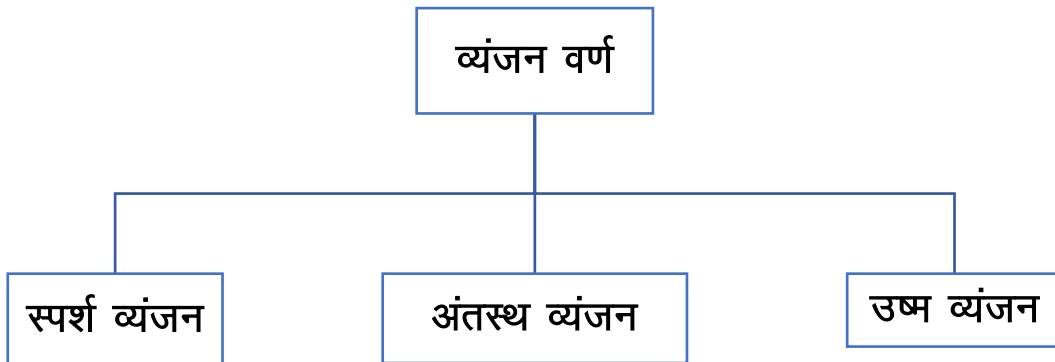 व्यंजन वर्ण
स्पर्श व्यंजन
अंतस्थ व्यंजन
उष्म व्यंजन